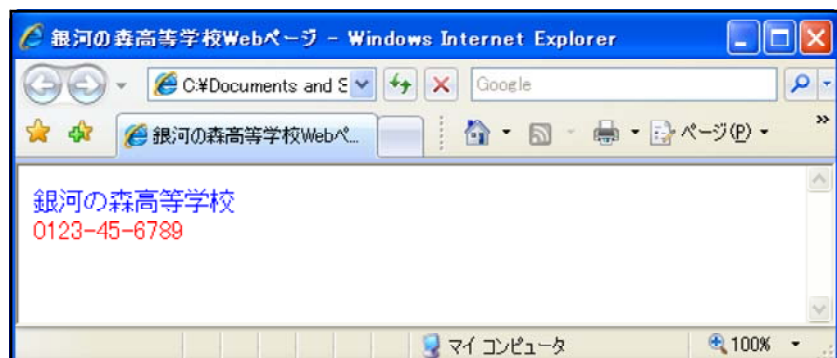 銀河の森高等学校Webページ - Windows Internet Explorer
C:¥Documents and S
Google
銀河の森高等学校Webペ...
ページ(P)
»
銀河の森高等学校
0123-45-6789
マイ コンピュータ
100%